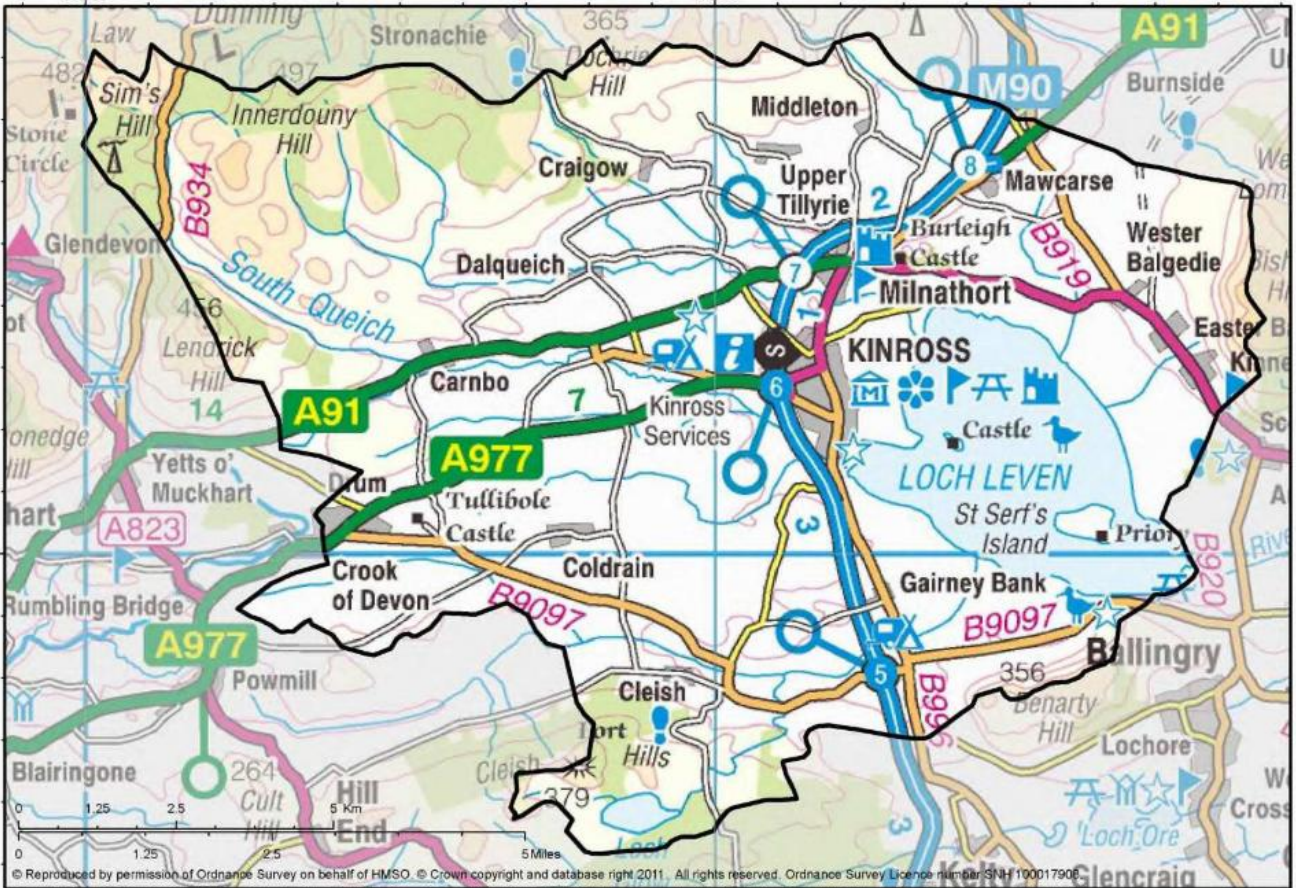 Law
Dunning
Stronachie
365
Dochrie
Hill
A91
482
Sim's
Hill
497
Innerdouny
Hill
Middleton
M90
Burnside
Stone
Circle
B934
Craigow
Upper
Tillyrie
8
Mawcarse
2
Burleigh
Castle
B919
Wester
Balgedie
Glendevon
South Queich
Dalqueich
7
Milnathort
1
456
Lendrick
Hill
14
A91
Carnbo
i
S
KINROSS
M
6
Easter
7
Kinross
Services
A977
Castle
LOCH LEVEN
Yetts o'
Muckhart
Drum
Tullibole
Castle
A823
St Serf's
Island
Priory
B920
3
Rumbling Bridge
Crook
of Devon
Coldrain
Gairney Bank
B9097
B9097
A977
Ballingry
Powmill
5
356
Benarty
Hill
Cleish
B996
Hills
Lochore
Blairingone
264
Cult
Hill
Cleish
379
Hill
End
Loch
3
Loch Ore
Kelty
Glencraig
0 1.25 2.5 5 Km
0 1.25 2.5 5 Miles
© Reproduced by permission of Ordnance Survey on behalf of HMSO. © Crown copyright and database right 2011. All rights reserved. Ordnance Survey Licence number SNH 100017908.